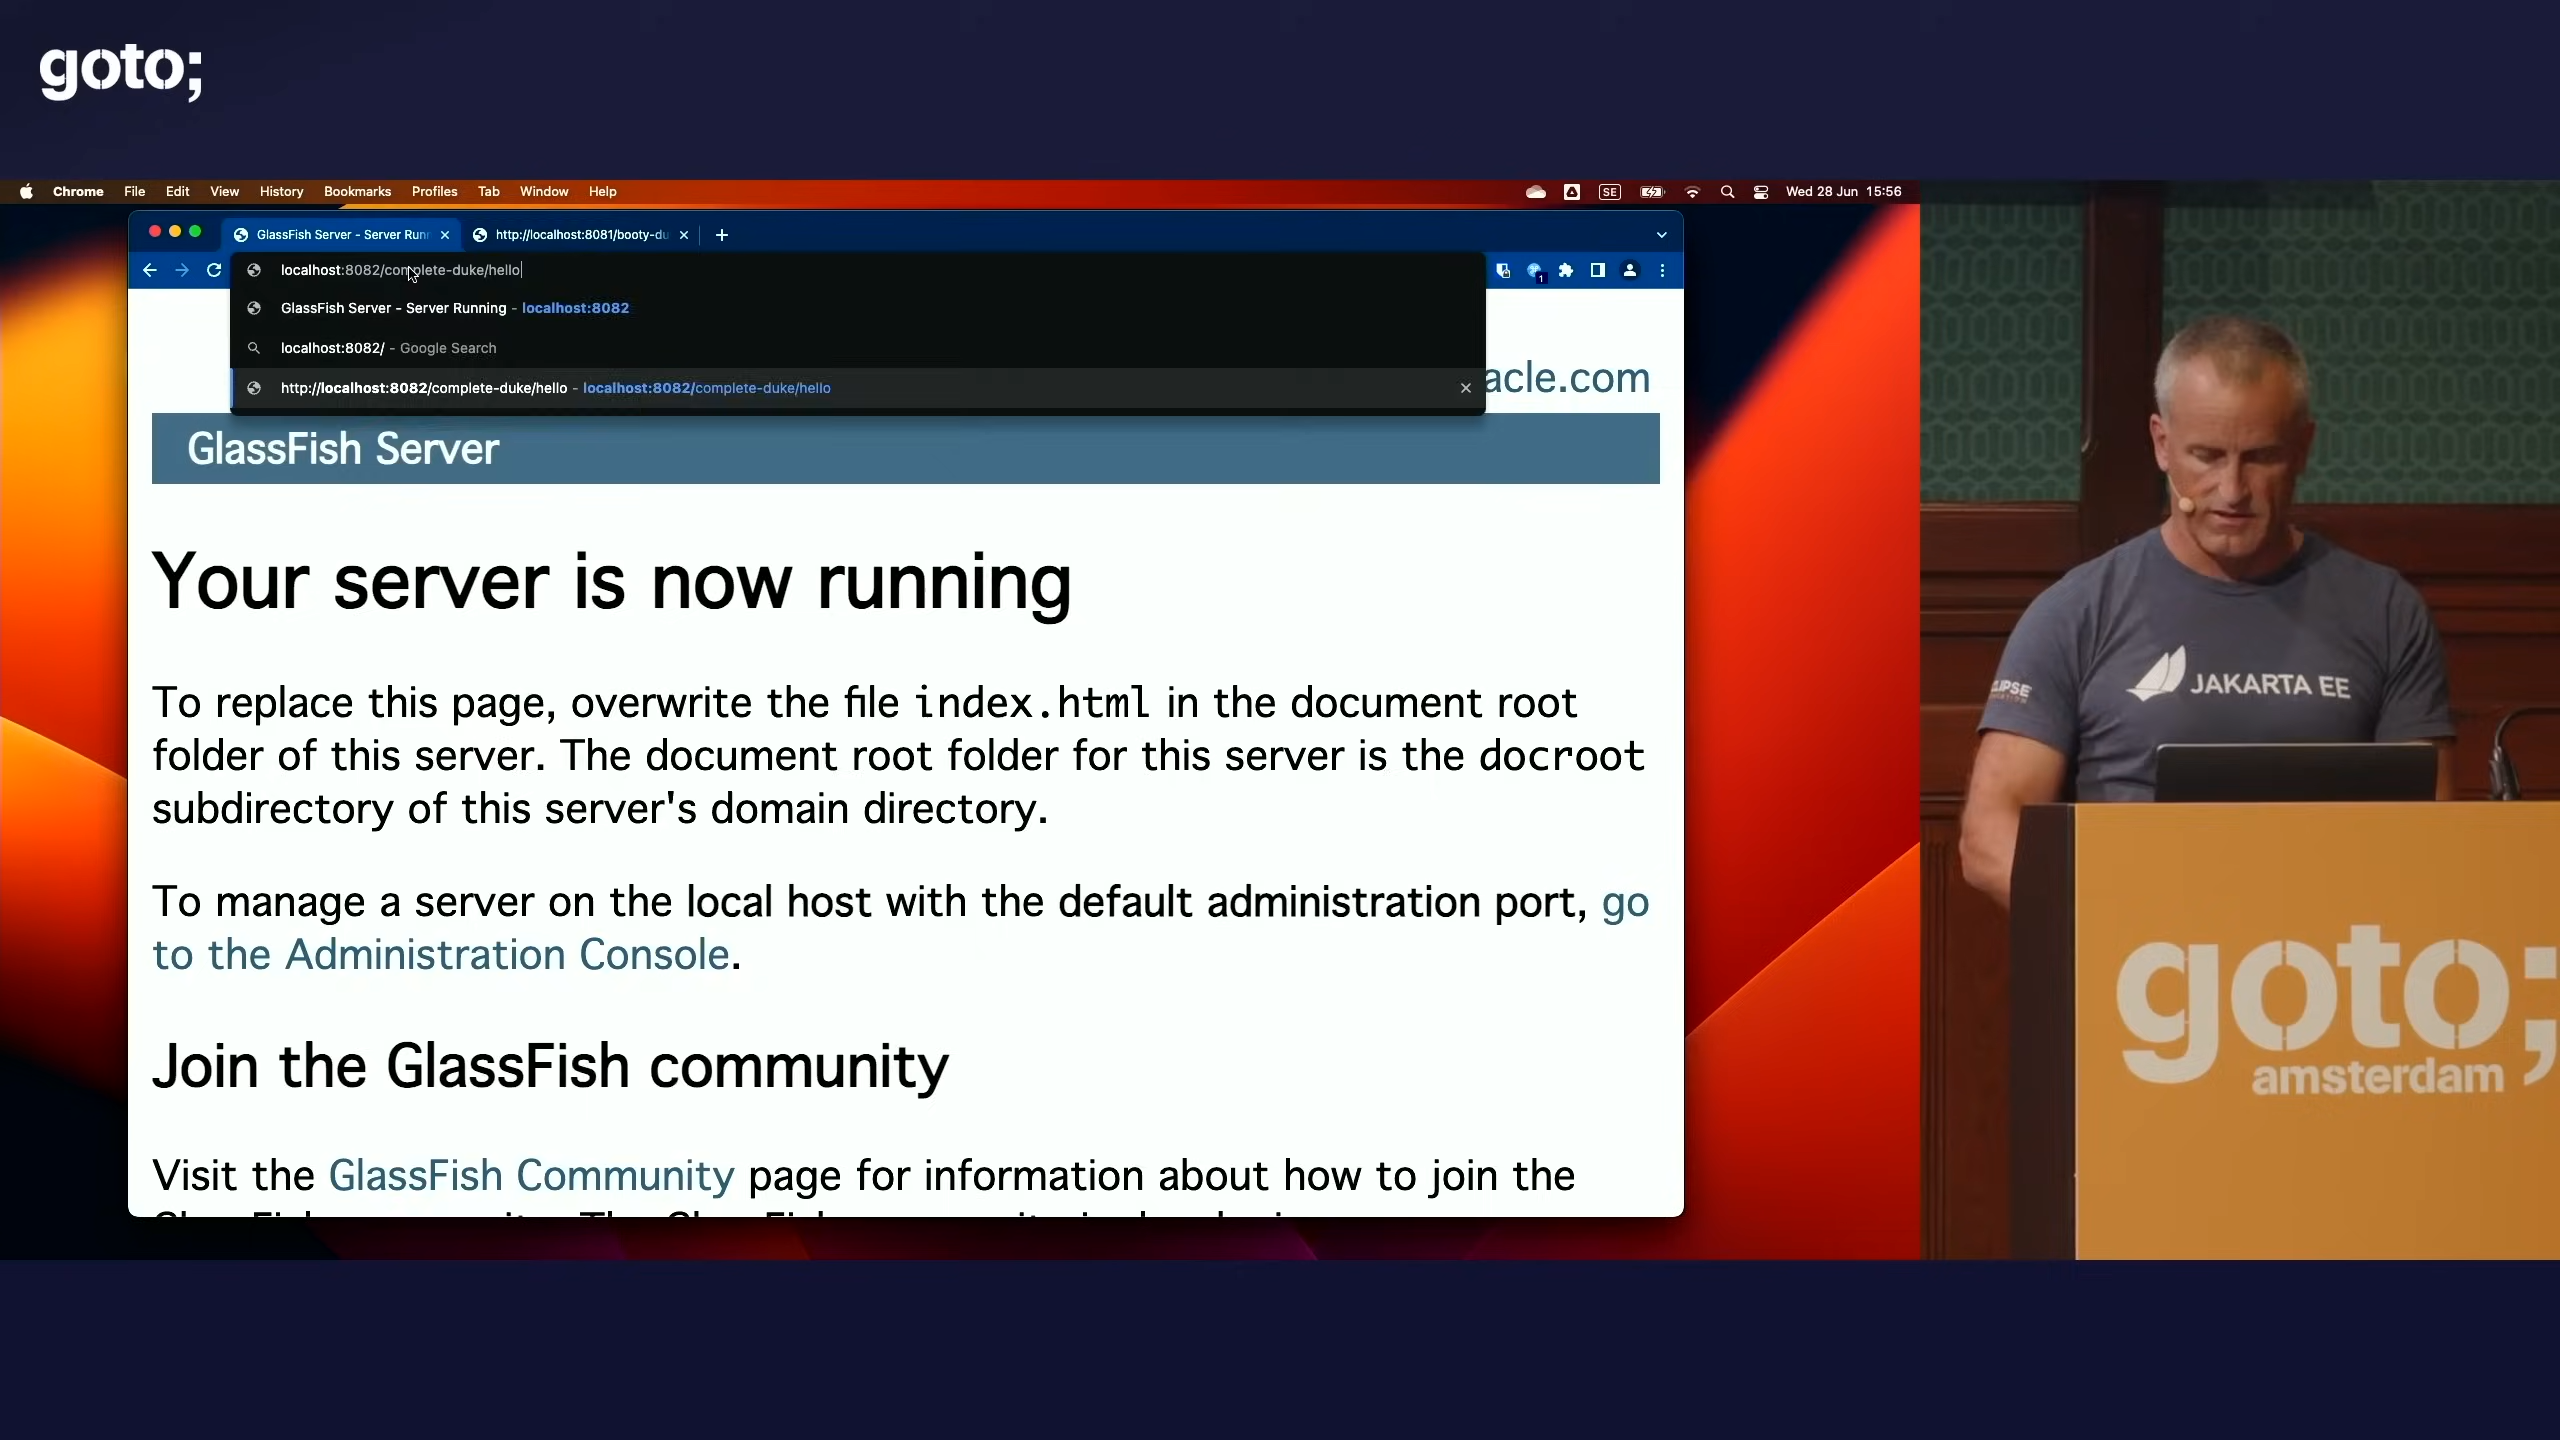 goto;
Chrome File Edit View History Bookmarks Profiles Tab Window Help
SE Wed 28 Jun 15:56
GlassFish Server - Server Run
http://localhost:8081/booty-du
localhost:8082/complete-duke/hello
GlassFish Server - Server Running - localhost:8082
localhost:8082/ - Google Search
http://localhost:8082/complete-duke/hello - localhost:8082/complete-duke/hello
1
acle.com
GlassFish Server
Your server is now running
To replace this page, overwrite the file index.html in the document root
folder of this server. The document root folder for this server is the docroot
subdirectory of this server's domain directory.
To manage a server on the local host with the default administration port, go
to the Administration Console.
Join the GlassFish community
Visit the GlassFish Community page for information about how to join the
JAKARTA EE
goto;
amsterdam